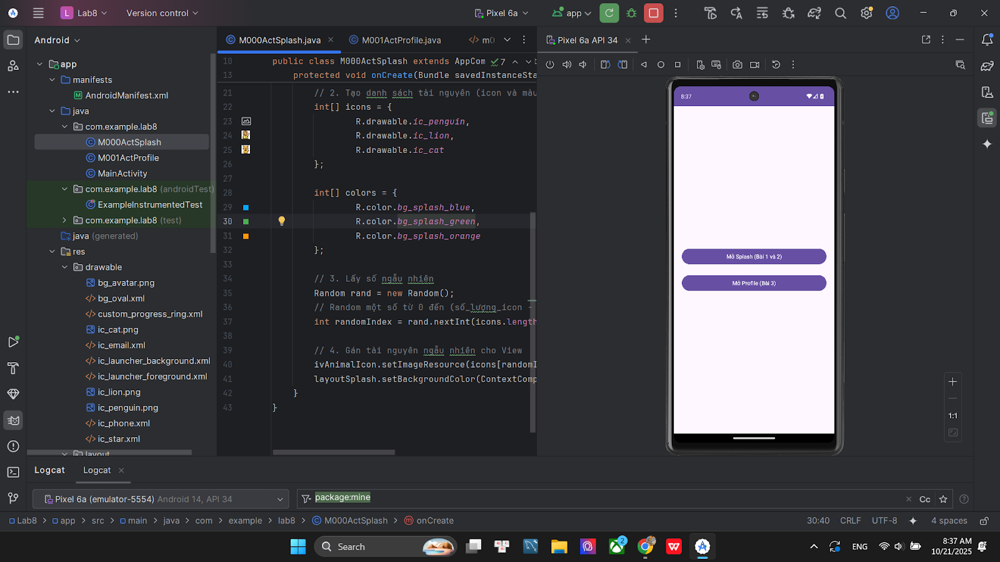 L Lab8
Version control
Pixel 6a
app
Android
M000ActSplash.java
M001ActProfile.java
Pixel 6a API 34
app
manifests
AndroidManifest.xml
java
com.example.lab8
M000ActSplash
M001ActProfile
MainActivity
com.example.lab8 (androidTest)
ExampleInstrumentedTest
com.example.lab8 (test)
java (generated)
res
drawable
bg_avatar.png
bg_oval.xml
custom_progress_ring.xml
ic_cat.png
ic_email.xml
ic_launcher_background.xml
ic_launcher_foreground.xml
ic_lion.png
ic_penguin.png
ic_phone.xml
ic_star.xml
layout
10 public class M000ActSplash extends AppCom 7
13 protected void onCreate(Bundle savedInstanceSta
21 // 2. Tạo danh sách tài nguyên (icon và màu
22 int[] icons = {
23 R.drawable.ic_penguin,
24 R.drawable.ic_lion,
25 R.drawable.ic_cat
26 };
27
28 int[] colors = {
29 R.color.bg_splash_blue,
30 R.color.bg_splash_green,
31 R.color.bg_splash_orange
32 };
33
34 // 3. Lấy số ngẫu nhiên
35 Random rand = new Random();
36 // Random một số từ 0 đến (số_lượng_icon -
37 int randomIndex = rand.nextInt(icons.length
38
39 // 4. Gán tài nguyên ngẫu nhiên cho View
40 ivAnimalIcon.setImageResource(icons[randomI
41 layoutSplash.setBackgroundColor(ContextComp
42 }
43 }
8:37
Mở Splash (Bài 1 và 2)
Mở Profile (Bài 3)
1:1
Logcat
Logcat
Pixel 6a (emulator-5554) Android 14, API 34
package:mine
Cc
Lab8 > app > src > main > java > com > example > lab8 > M000ActSplash > onCreate
30:40 CRLF UTF-8 4 spaces
Search
2
ENG
8:37 AM
10/21/2025